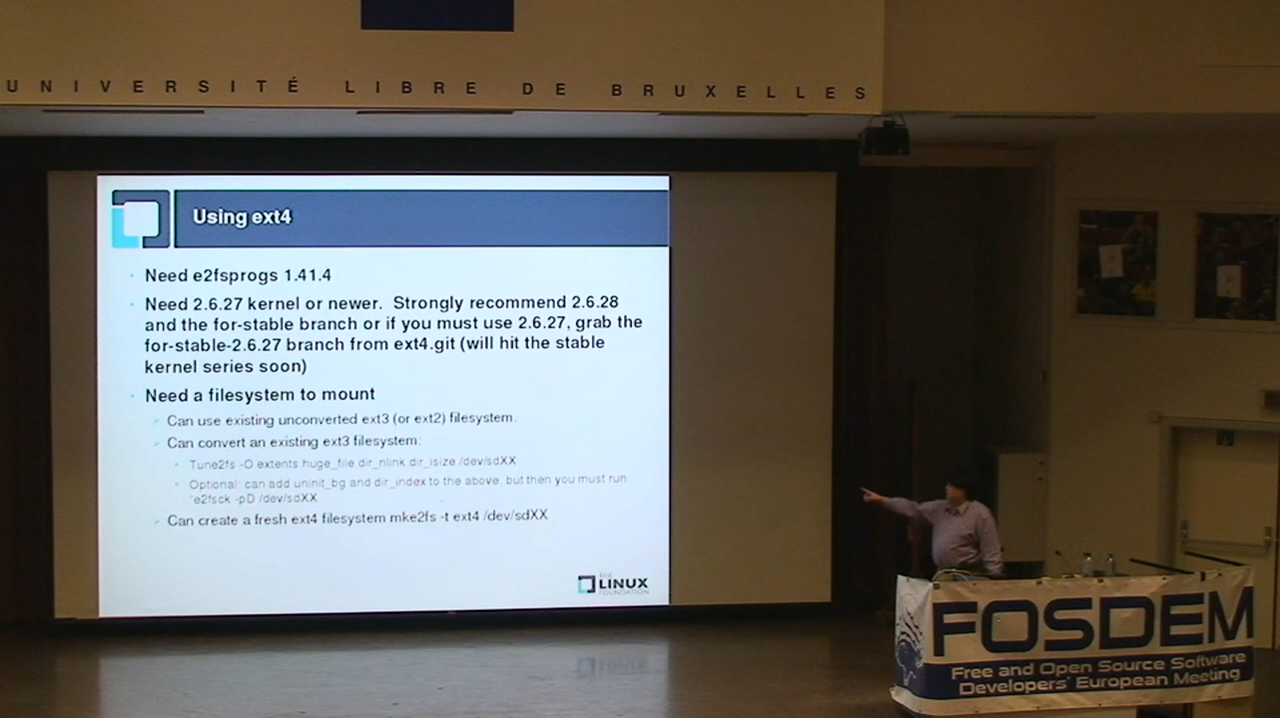 UNIVERSITÉ LIBRE DE BRUXELLES
Using ext4
Need e2fsprogs 1.41.4
Need 2.6.27 kernel or newer. Strongly recommend 2.6.28
and the for-stable branch or if you must use 2.6.27, grab the
for-stable-2.6.27 branch from ext4.git (will hit the stable
kernel series soon)
Need a filesystem to mount
Can use existing unconverted ext3 (or ext2) filesystem.
Can convert an existing ext3 filesystem:
Tune2fs -O extents,huge_file,dir_nlink,dir_isize /dev/sdXX
Optional: can add uninit_bg and dir_index to the above, but then you must run
"e2fsck -pD /dev/sdXX
Can create a fresh ext4 filesystem mke2fs -t ext4 /dev/sdXX
THE
LINUX
FOUNDATION
FOSDEM
Free and Open Source Software
Developers' European Meeting